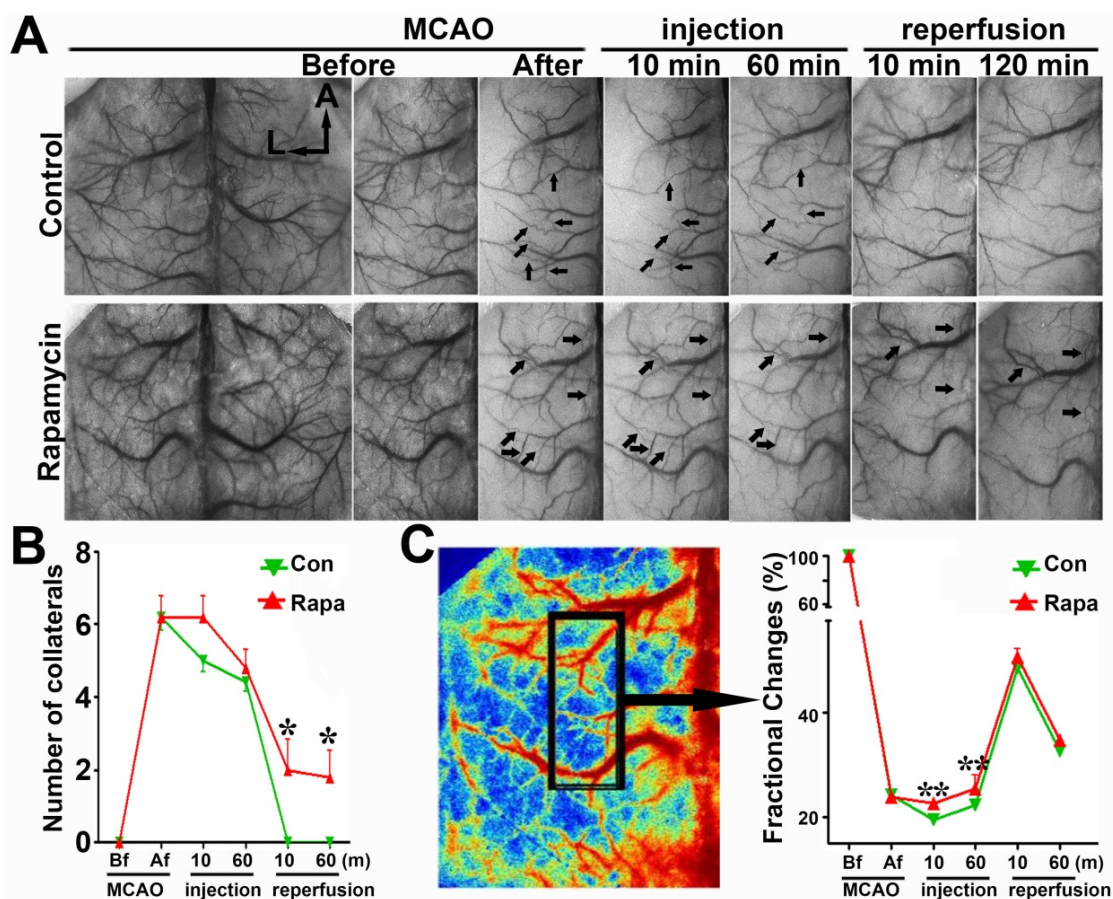 A
MCAO injection reperfusion
Before After 10 min 60 min 10 min 120 min
Control
A
L
Rapamycin
B
Number of collaterals
8
6
4
2
0
Con
Rapa
*
*
Bf Af 10 60 10 60 (m)
MCAO injection reperfusion
C
Fractional Changes (%)
100
80
60
40
20
Con
Rapa
**
**
Bf Af 10 60 10 60 (m)
MCAO injection reperfusion